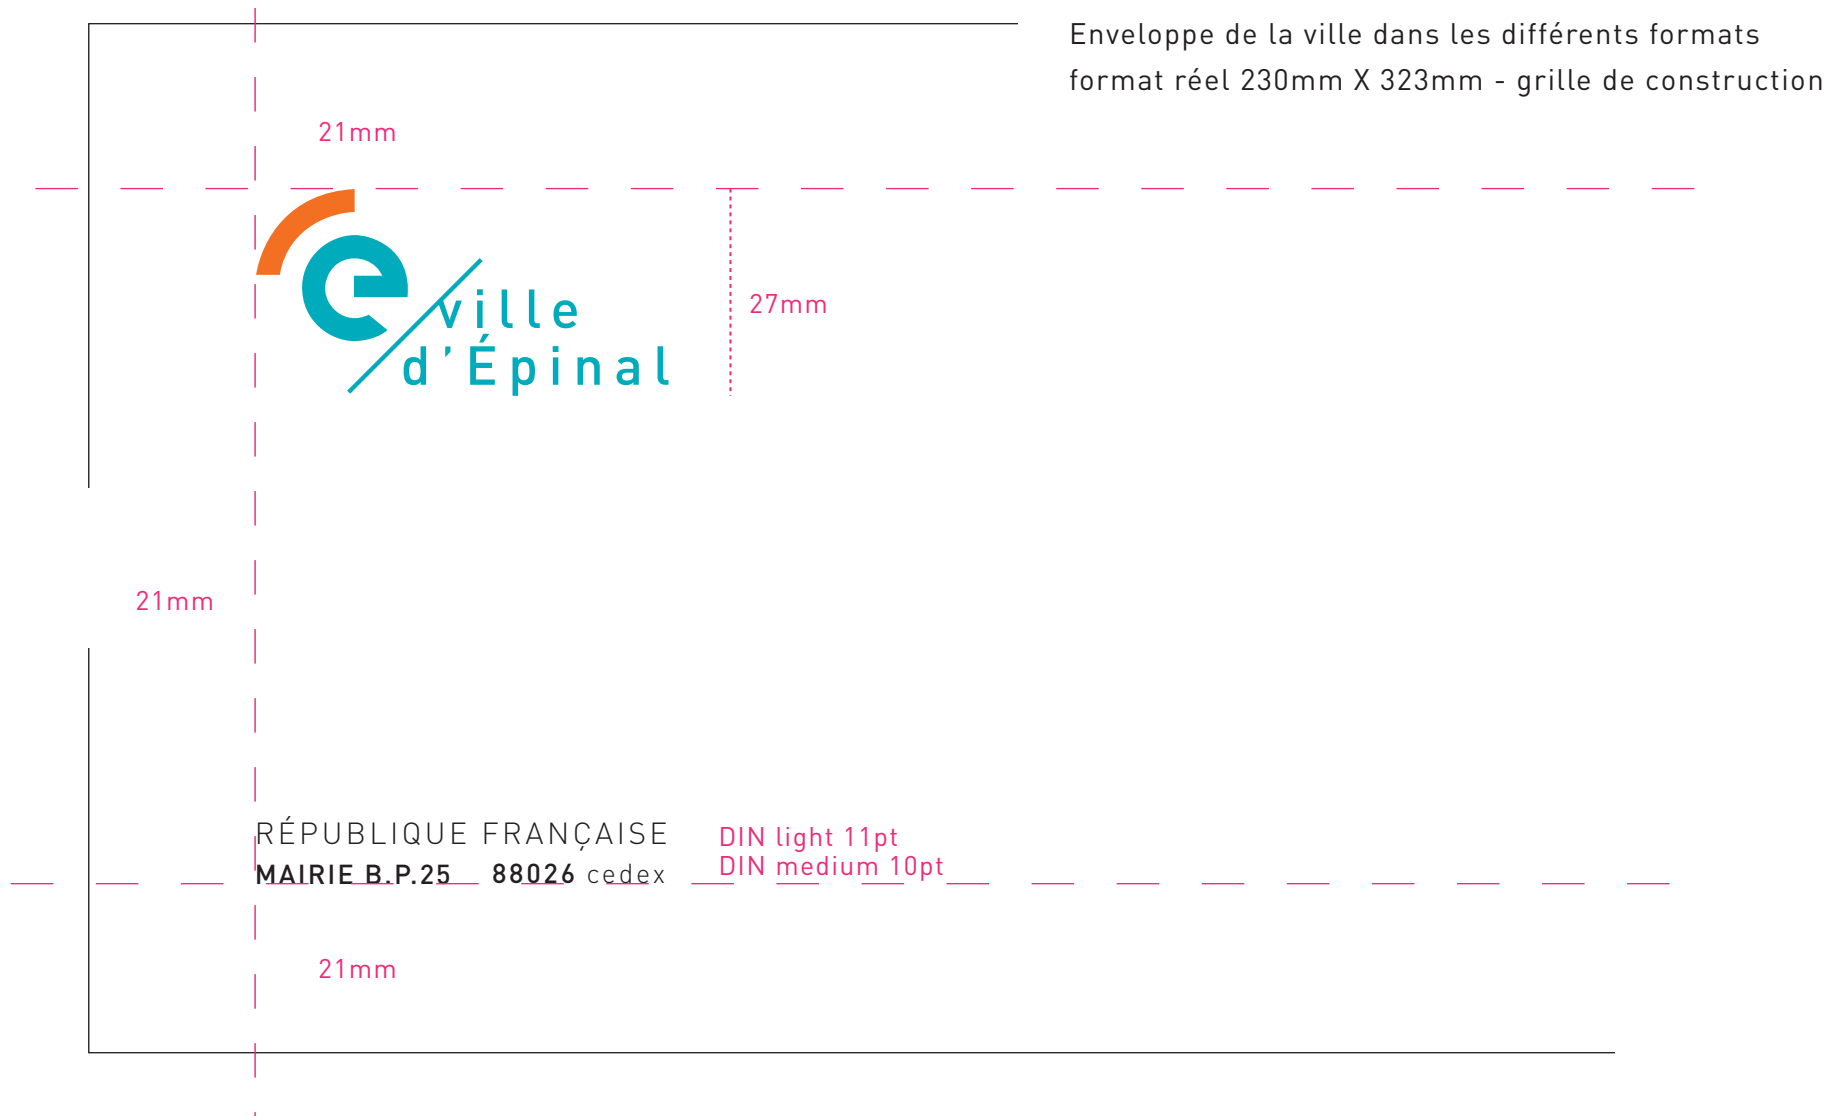 Enveloppe de la ville dans les différents formats
format réel 230mm X 323mm - grille de construction
21mm
ville
d'Épinal
27mm
21mm
RÉPUBLIQUE FRANÇAISE
DIN light 11pt
MAIRIE B.P.25 88026 cedex
DIN medium 10pt
21mm